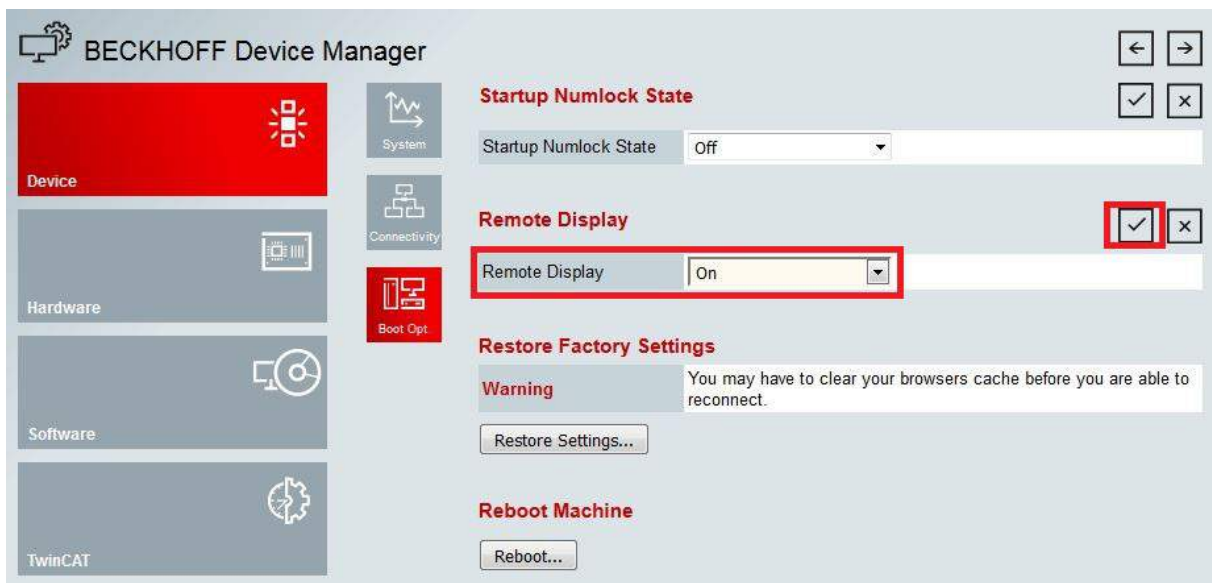 BECKHOFF Device Manager
Device
Hardware
Software
TwinCAT
System
Connectivity
Boot Opt
Startup Numlock State
Startup Numlock State Off
Remote Display
Remote Display On
Restore Factory Settings
Warning You may have to clear your browsers cache before you are able to
reconnect.
Restore Settings...
Reboot Machine
Reboot...